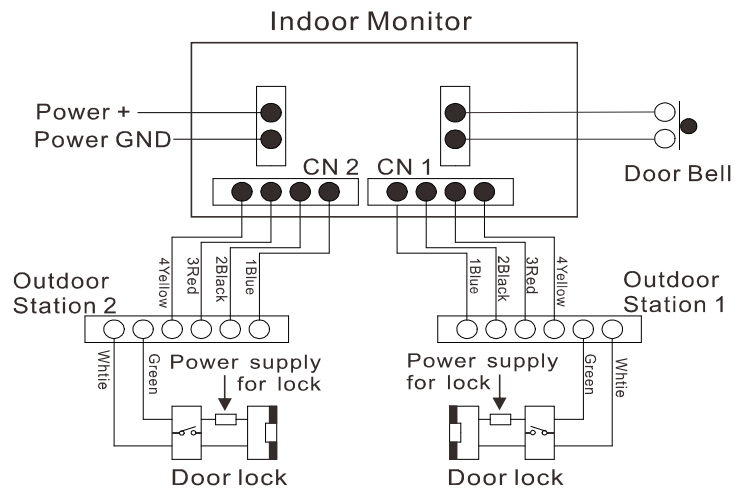 Indoor Monitor
Power +
Power GND
CN 2
CN 1
Door Bell
4Yellow
3Red
2Black
1Blue
1Blue
2Black
3Red
4Yellow
Outdoor
Station 2
Outdoor
Station 1
Whtie
Green
Power supply
for lock
Power supply
for lock
Green
Whtie
Door lock
Door lock